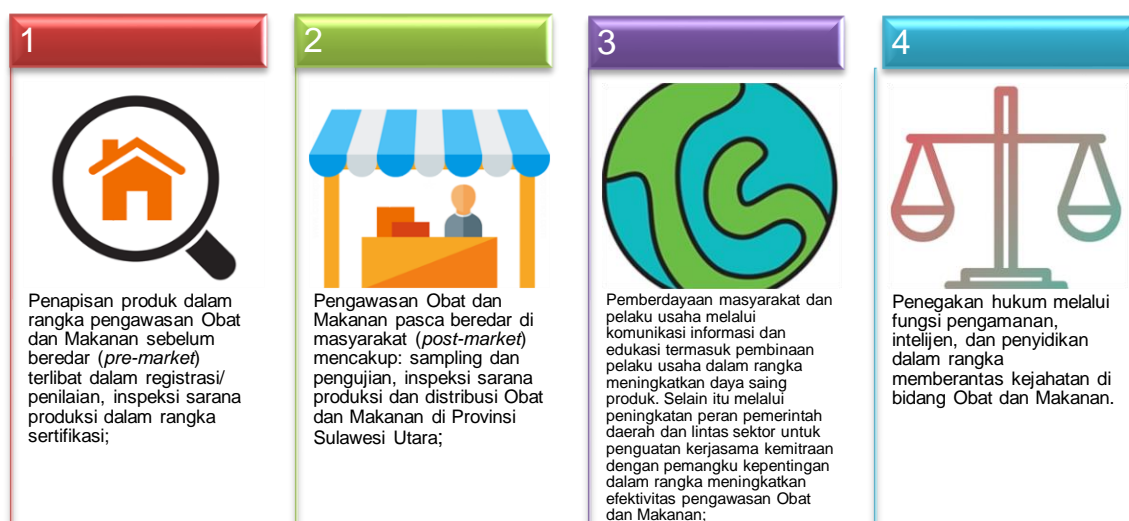 1
Penapisan produk dalam
rangka pengawasan Obat
dan Makanan sebelum
beredar (pre-market)
terlibat dalam registrasi/
penilaian, inspeksi sarana
produksi dalam rangka
sertifikasi;
2
Pengawasan Obat dan
Makanan pasca beredar di
masyarakat (post-market)
mencakup: sampling dan
pengujian, inspeksi sarana
produksi dan distribusi Obat
dan Makanan di Provinsi
Sulawesi Utara;
3
Pemberdayaan masyarakat dan
pelaku usaha melalui
komunikasi informasi dan
edukasi termasuk pembinaan
pelaku usaha dalam rangka
meningkatkan daya saing
produk. Selain itu melalui
peningkatan peran pemerintah
daerah dan lintas sektor untuk
penguatan kerjasama kemitraan
dengan pemangku kepentingan
dalam rangka meningkatkan
efektivitas pengawasan Obat
dan Makanan;
4
Penegakan hukum melalui
fungsi pengamanan,
intelijen, dan penyidikan
dalam rangka
memberantas kejahatan di
bidang Obat dan Makanan.